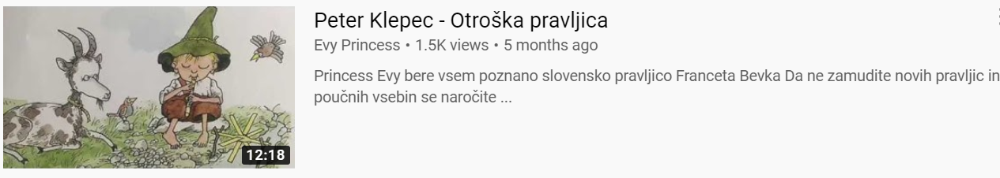 Peter Klepec - Otroška pravljica
Evy Princess • 1.5K views • 5 months ago
Princess Evy bere vsem poznano slovensko pravljico Franceta Bevka Da ne zamudite novih pravljic in
poučnih vsebin se naročite ...
12:18